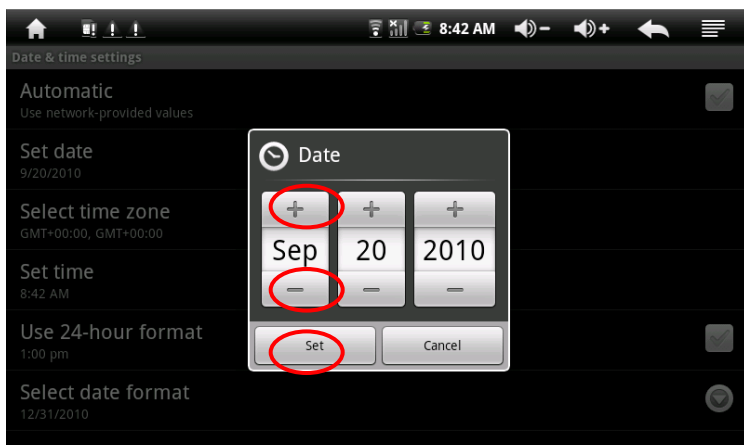 8:42 AM
Date & time settings
Automatic
Use network-provided values
Set date
9/20/2010
Select time zone
GMT+00:00, GMT+00:00
Set time
8:42 AM
Use 24-hour format
1:00 pm
Select date format
12/31/2010
Date
Sep 20 2010
Set Cancel